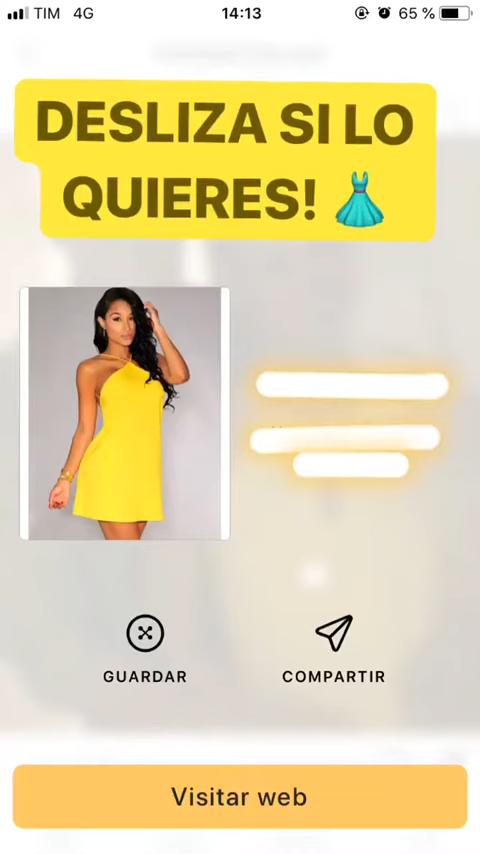 TIM 4G 14:13 65 %
DESLIZA SI LO
QUIERES!
GUARDAR
COMPARTIR
Visitar web